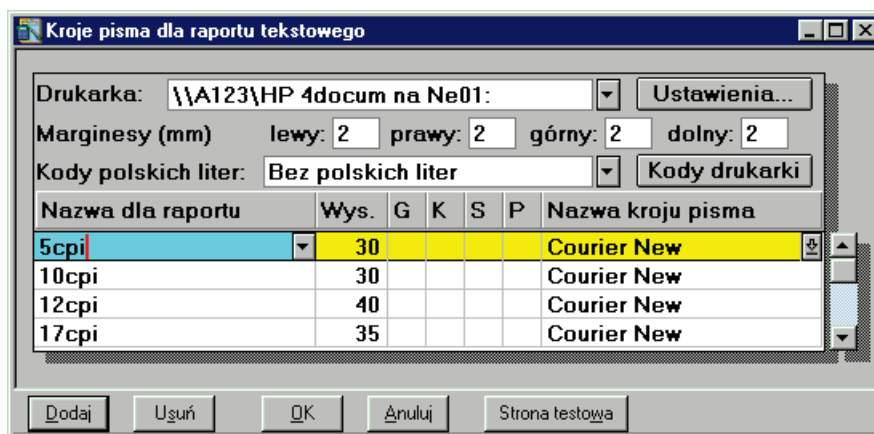 Kroje pisma dla raportu tekstowego
Drukarka: \\A123\HP 4docum na Ne01: Ustawienia...
Marginesy (mm) lewy: 2 prawy: 2 górny: 2 dolny: 2
Kody polskich liter: Bez polskich liter Kody drukarki
Nazwa dla raportu Wys. G K S P Nazwa kroju pisma
5cpi 30 Courier New
10cpi 30 Courier New
12cpi 40 Courier New
17cpi 35 Courier New
Dodaj Usuń OK Anuluj Strona testowa